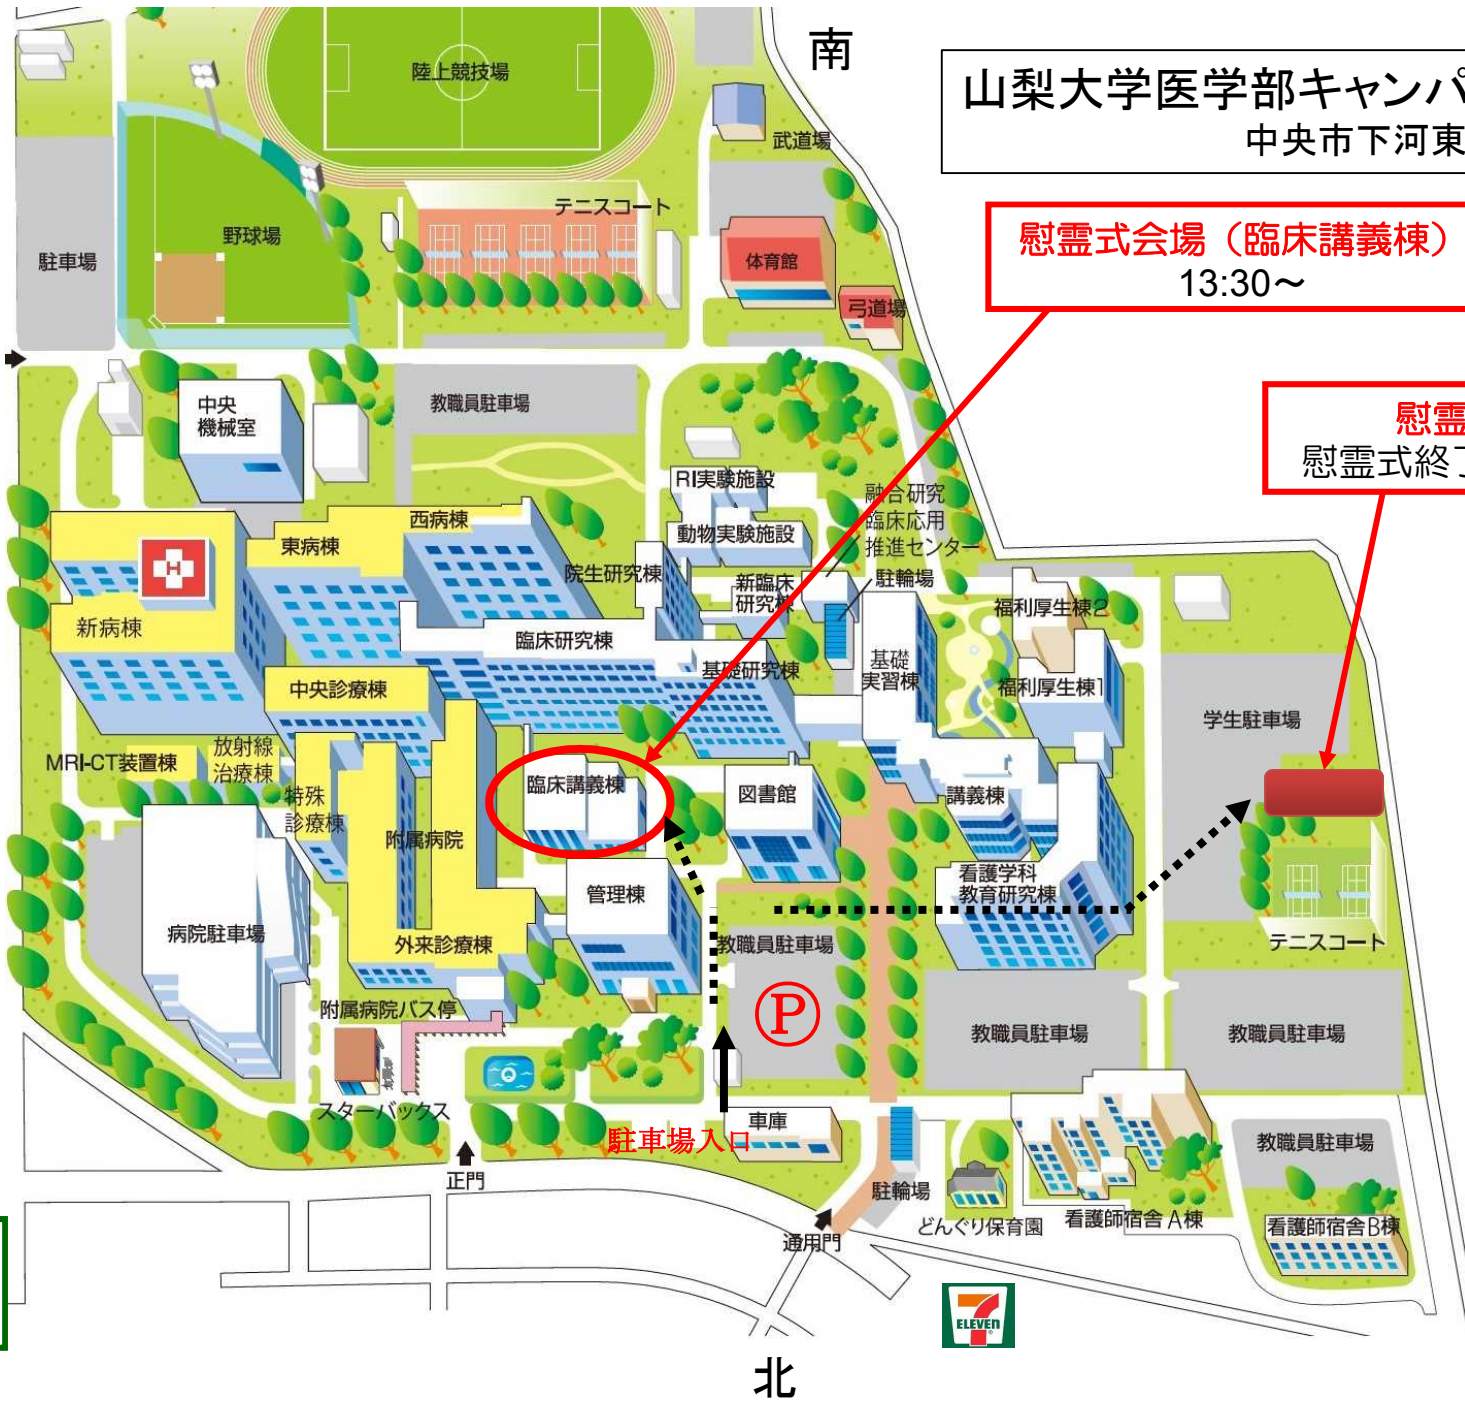 南
山梨大学医学部キャンパ
中央市下河東
陸上競技場
武道場
テニスコート
慰霊式会場（臨床講義棟）
13:30～
野球場
駐車場
体育館
弓道場
慰霊
慰霊式終了
中央
機械室
教職員駐車場
RI実験施設
融合研究
臨床応用
推進センター
動物実験施設
西病棟
東病棟
H
院生研究棟
新臨床
研究棟
駐輪場
福利厚生棟2
新病棟
臨床研究棟
基礎研究棟
基礎
実習棟
福利厚生棟1
中央診療棟
学生駐車場
MRI-CT装置棟
放射線
治療棟
臨床講義棟
図書館
講義棟
特殊
診療棟
附属病院
管理棟
看護学科
教育研究棟
病院駐車場
外来診療棟
教職員駐車場
テニスコート
附属病院バス停
P
教職員駐車場
教職員駐車場
スターバックス
駐車場入口
車庫
教職員駐車場
正門
駐輪場
通用門
どんぐり保育園
看護師宿舎A棟
看護師宿舎B棟
7
ELEVEn
北